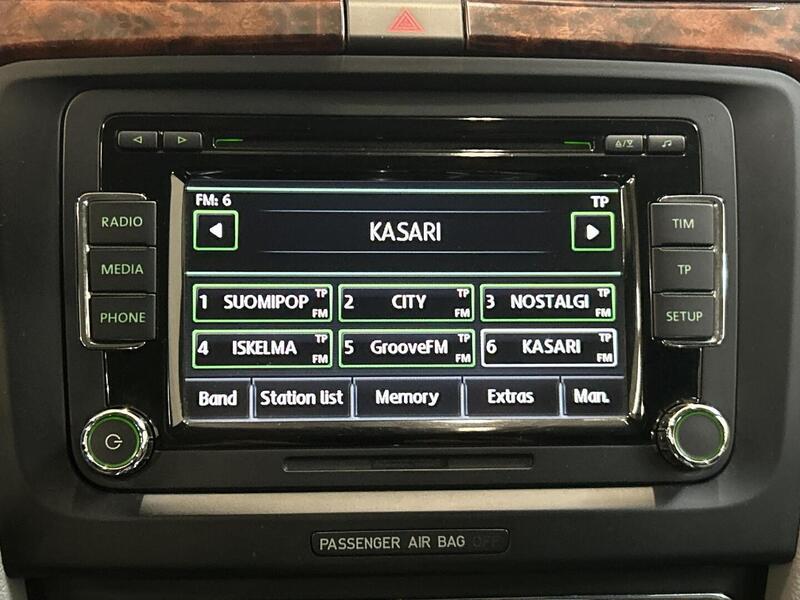 FM: 6 TP
KASARI
RADIO
MEDIA
PHONE
TIM
TP
SETUP
1 SUOMIPOP TP FM
2 CITY TP FM
3 NOSTALGI TP FM
4 ISKELMA TP FM
5 GrooveFM TP FM
6 KASARI TP FM
Band Station list Memory Extras Man.
PASSENGER AIR BAG OFF